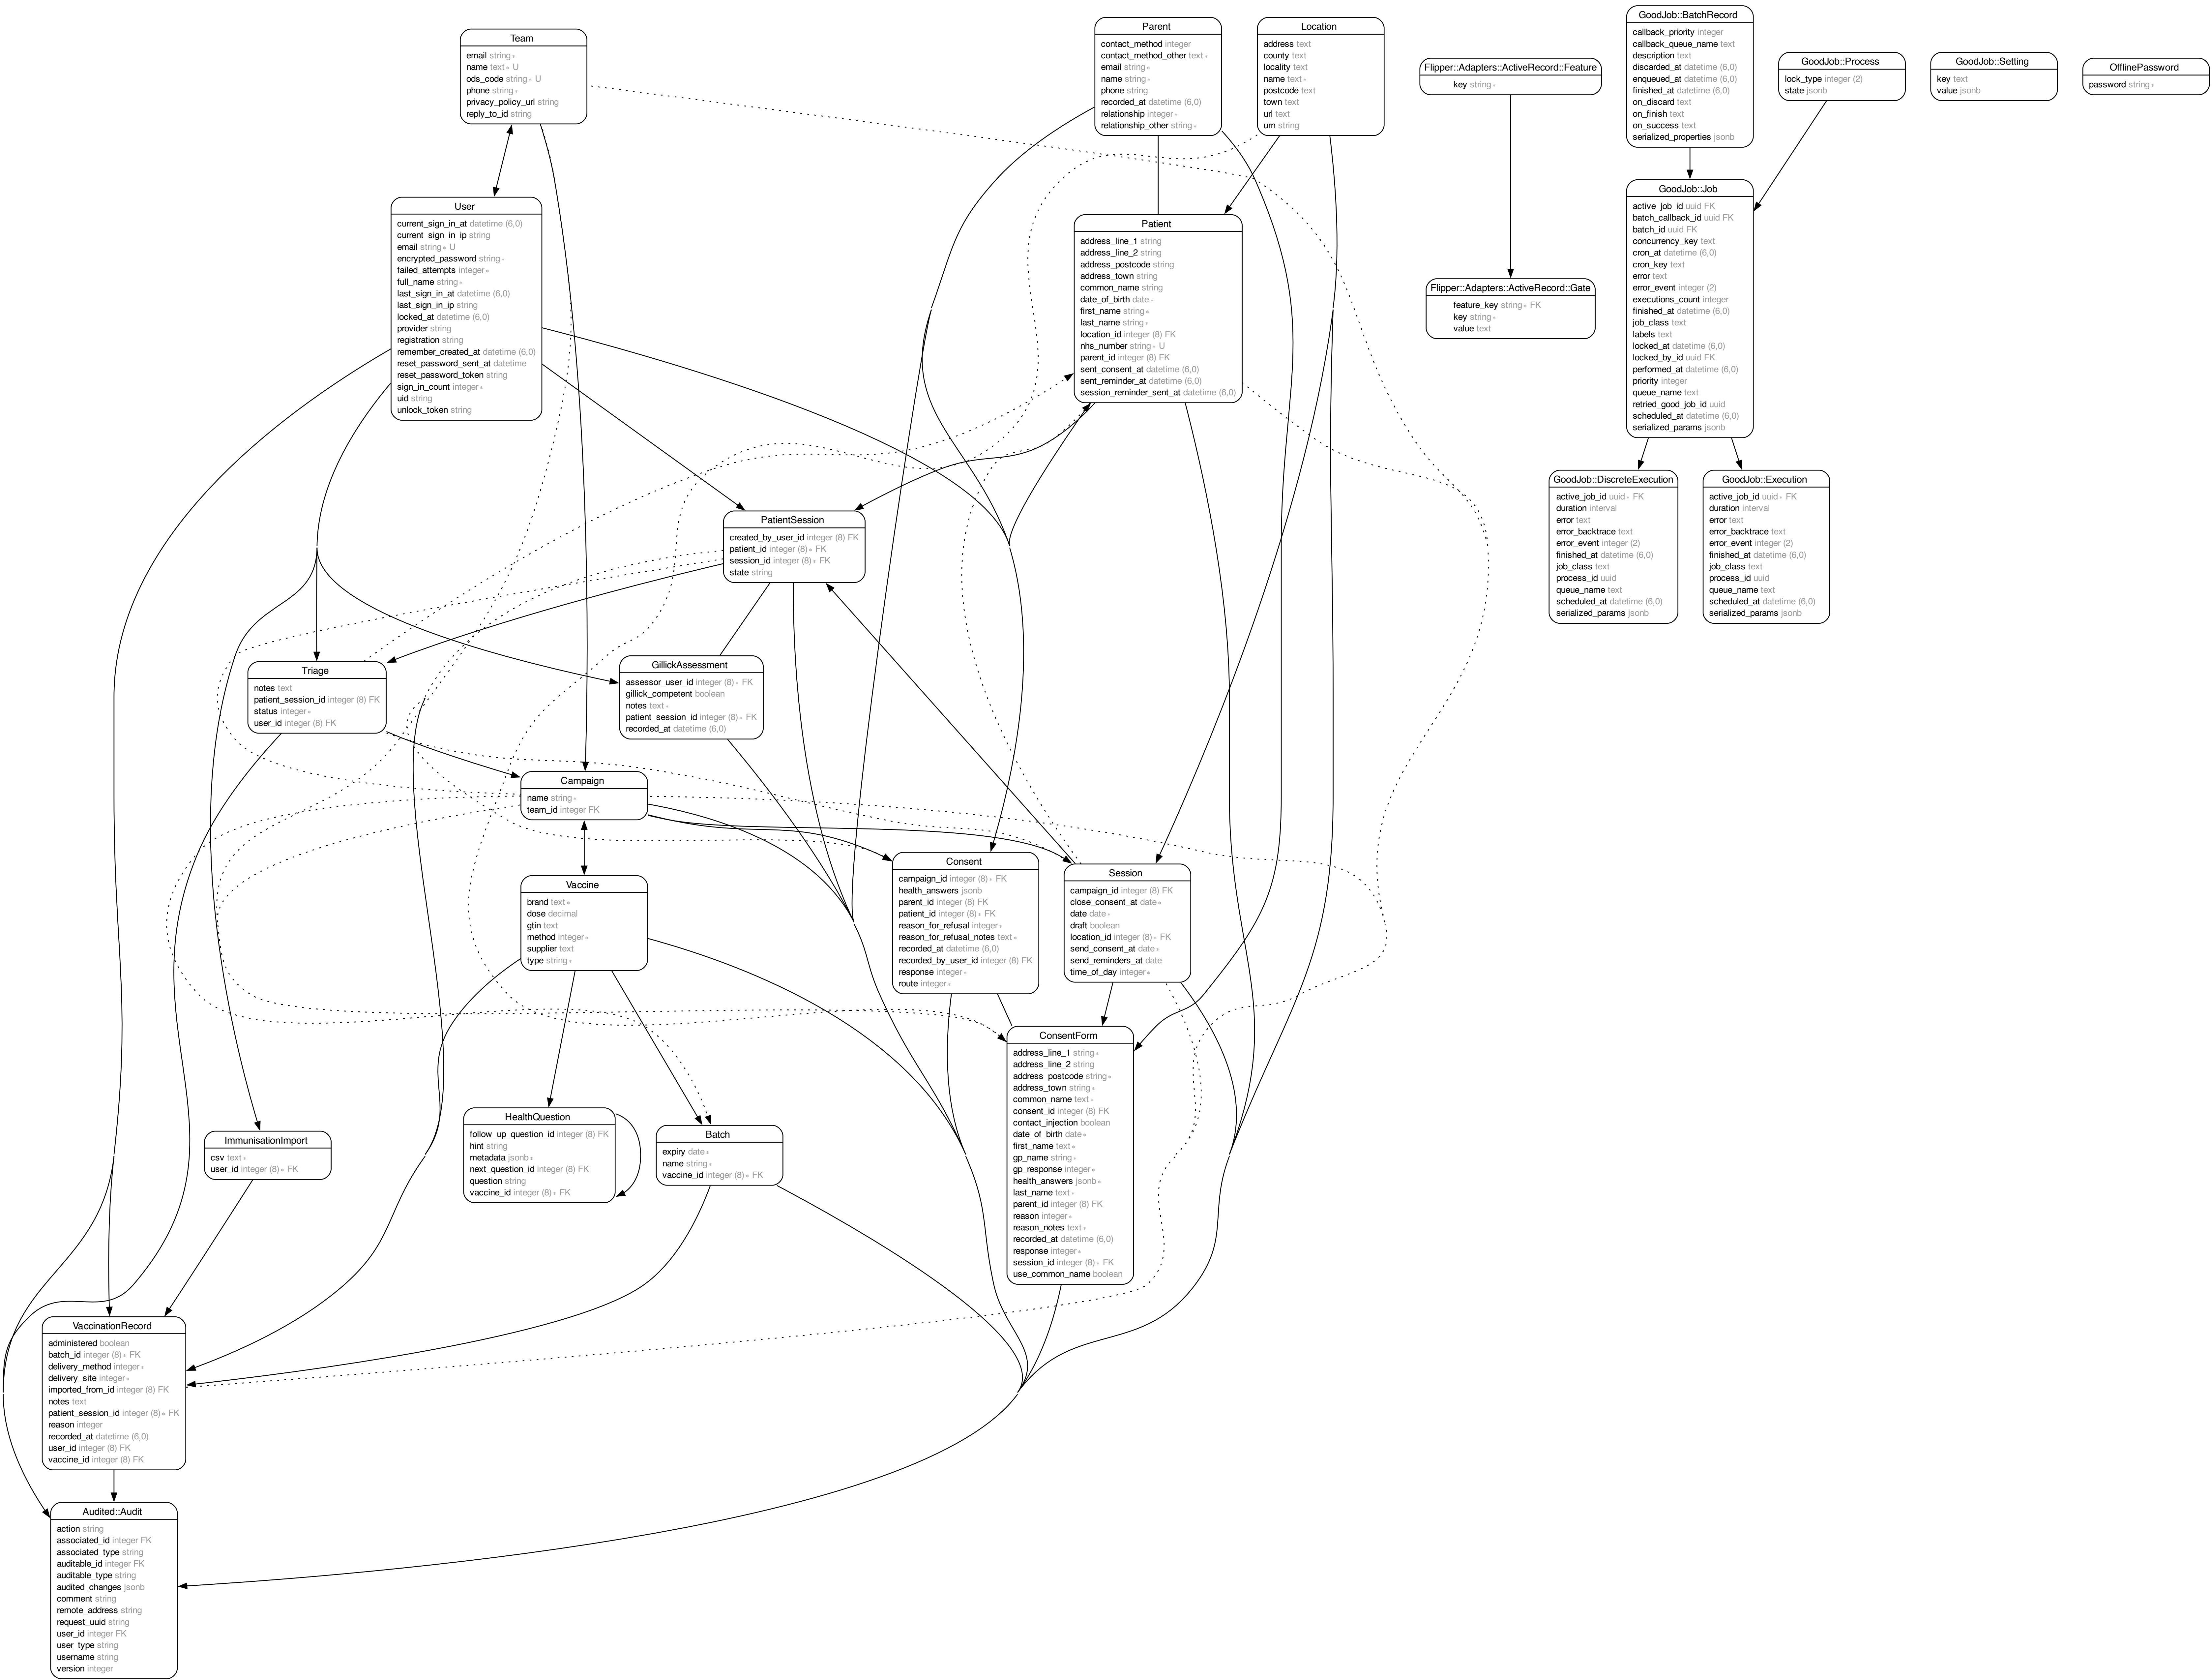 Team
email string∗
name text∗ U
ods_code string∗ U
phone string∗
privacy_policy_url string
reply_to_id string
Parent
contact_method integer
contact_method_other text∗
email string∗
name string∗
phone string
recorded_at datetime (6,0)
relationship integer∗
relationship_other string∗
Location
address text
county text
locality text
name text∗
postcode text
town text
url text
urn string
Flipper::Adapters::ActiveRecord::Feature
key string∗
GoodJob::BatchRecord
callback_priority integer
callback_queue_name text
description text
discarded_at datetime (6,0)
enqueued_at datetime (6,0)
finished_at datetime (6,0)
on_discard text
on_finish text
on_success text
serialized_properties jsonb
GoodJob::Process
lock_type integer (2)
state jsonb
GoodJob::Setting
key text
value jsonb
OfflinePassword
password string∗
User
current_sign_in_at datetime (6,0)
current_sign_in_ip string
email string∗ U
encrypted_password string∗
failed_attempts integer∗
full_name string∗
last_sign_in_at datetime (6,0)
last_sign_in_ip string
locked_at datetime (6,0)
provider string
registration string
remember_created_at datetime (6,0)
reset_password_sent_at datetime
reset_password_token string
sign_in_count integer∗
uid string
unlock_token string
Patient
address_line_1 string
address_line_2 string
address_postcode string
address_town string
common_name string
date_of_birth date∗
first_name string∗
last_name string∗
location_id integer (8) FK
nhs_number string∗ U
parent_id integer (8) FK
sent_consent_at datetime (6,0)
sent_reminder_at datetime (6,0)
session_reminder_sent_at datetime (6,0)
Flipper::Adapters::ActiveRecord::Gate
feature_key string∗ FK
key string∗
value text
GoodJob::Job
active_job_id uuid FK
batch_callback_id uuid FK
batch_id uuid FK
concurrency_key text
cron_at datetime (6,0)
cron_key text
error text
error_event integer (2)
executions_count integer
finished_at datetime (6,0)
job_class text
labels text
locked_at datetime (6,0)
locked_by_id uuid FK
performed_at datetime (6,0)
priority integer
queue_name text
retried_good_job_id uuid
scheduled_at datetime (6,0)
serialized_params jsonb
GoodJob::DiscreteExecution
active_job_id uuid∗ FK
duration interval
error text
error_backtrace text
error_event integer (2)
finished_at datetime (6,0)
job_class text
process_id uuid
queue_name text
scheduled_at datetime (6,0)
serialized_params jsonb
GoodJob::Execution
active_job_id uuid∗ FK
duration interval
error text
error_backtrace text
error_event integer (2)
finished_at datetime (6,0)
job_class text
process_id uuid
queue_name text
scheduled_at datetime (6,0)
serialized_params jsonb
PatientSession
created_by_user_id integer (8) FK
patient_id integer (8)∗ FK
session_id integer (8)∗ FK
state string
Triage
notes text
patient_session_id integer (8) FK
status integer∗
user_id integer (8) FK
GillickAssessment
assessor_user_id integer (8)∗ FK
gillick_competent boolean
notes text∗
patient_session_id integer (8)∗ FK
recorded_at datetime (6,0)
Campaign
name string∗
team_id integer FK
Vaccine
brand text∗
dose decimal
gtin text
method integer∗
supplier text
type string∗
Consent
campaign_id integer (8)∗ FK
health_answers jsonb
parent_id integer (8) FK
patient_id integer (8)∗ FK
reason_for_refusal integer∗
reason_for_refusal_notes text∗
recorded_at datetime (6,0)
recorded_by_user_id integer (8) FK
response integer∗
route integer∗
Session
campaign_id integer (8) FK
close_consent_at date∗
date date∗
draft boolean
location_id integer (8)∗ FK
send_consent_at date∗
send_reminders_at date
time_of_day integer∗
ConsentForm
address_line_1 string∗
address_line_2 string
address_postcode string∗
address_town string∗
common_name text∗
consent_id integer (8) FK
contact_injection boolean
date_of_birth date∗
first_name text∗
gp_name string∗
gp_response integer∗
health_answers jsonb∗
last_name text∗
parent_id integer (8) FK
reason integer∗
reason_notes text∗
recorded_at datetime (6,0)
response integer∗
session_id integer (8)∗ FK
use_common_name boolean
ImmunisationImport
csv text∗
user_id integer (8)∗ FK
HealthQuestion
follow_up_question_id integer (8) FK
hint string
metadata jsonb∗
next_question_id integer (8) FK
question string
vaccine_id integer (8)∗ FK
Batch
expiry date∗
name string∗
vaccine_id integer (8)∗ FK
VaccinationRecord
administered boolean
batch_id integer (8)∗ FK
delivery_method integer∗
delivery_site integer∗
imported_from_id integer (8) FK
notes text
patient_session_id integer (8)∗ FK
reason integer
recorded_at datetime (6,0)
user_id integer (8) FK
vaccine_id integer (8) FK
Audited::Audit
action string
associated_id integer FK
associated_type string
auditable_id integer FK
auditable_type string
audited_changes jsonb
comment string
remote_address string
request_uuid string
user_id integer FK
user_type string
username string
version integer